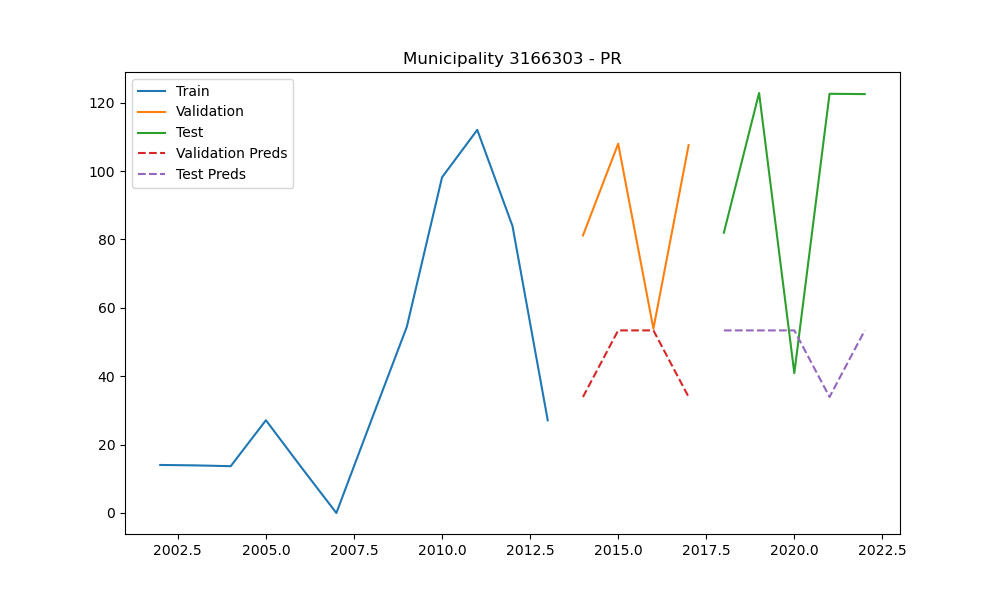 Municipality 3166303 - PR
Train
Validation
Test
Validation Preds
Test Preds
120
100
80
60
40
20
0
2002.5 2005.0 2007.5 2010.0 2012.5 2015.0 2017.5 2020.0 2022.5